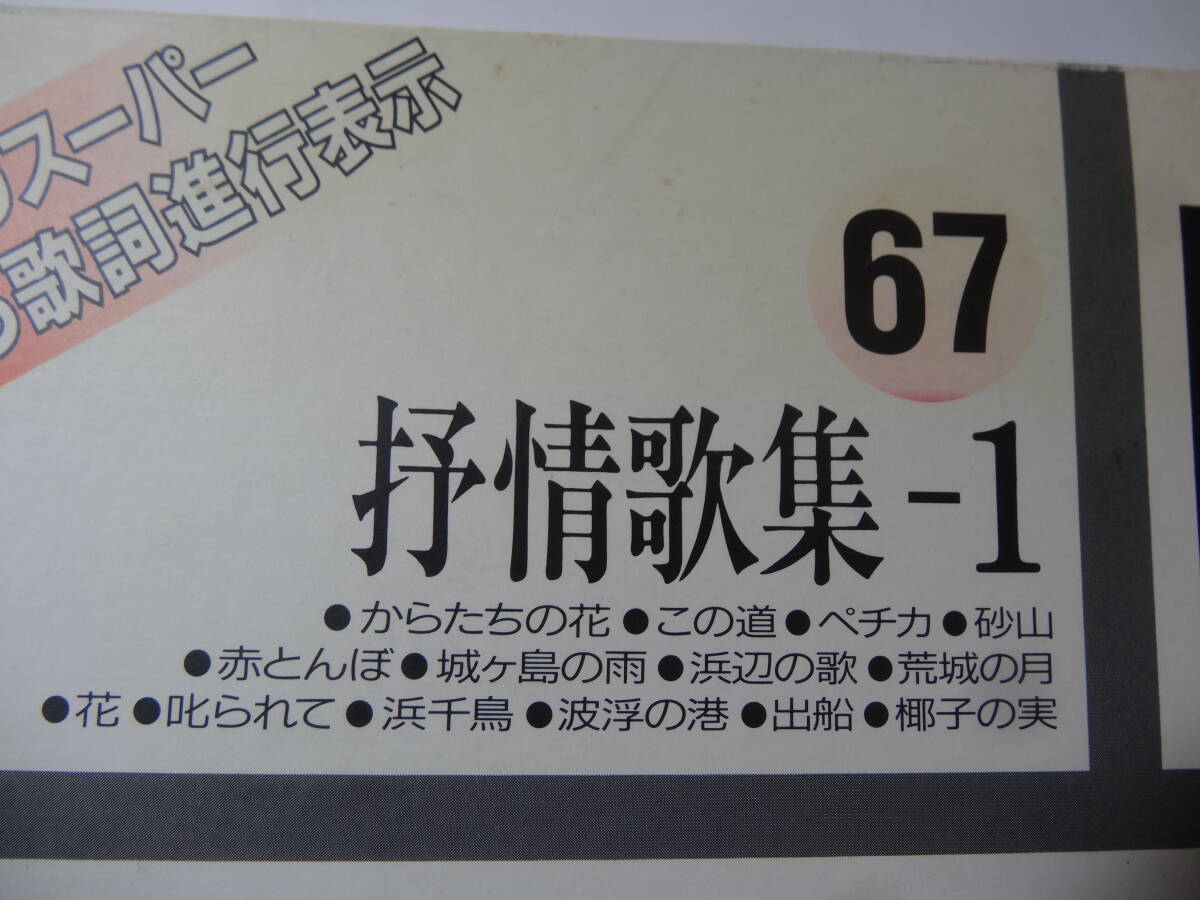 スーパー
歌詞進行表示
67
抒情歌集-1
●からたちの花●この道●ペチカ●砂山
●赤とんぼ●城ヶ島の雨●浜辺の歌●荒城の月
●花●叱られて●浜千鳥●波浮の港●出船●椰子の実